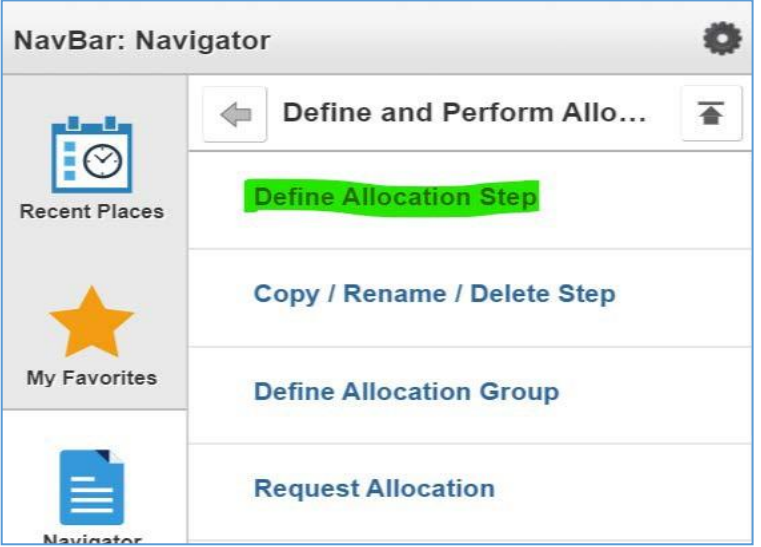 NavBar: Navigator
Define and Perform Allo...
Recent Places
Define Allocation Step
Copy / Rename / Delete Step
My Favorites
Define Allocation Group
Request Allocation
Navigator